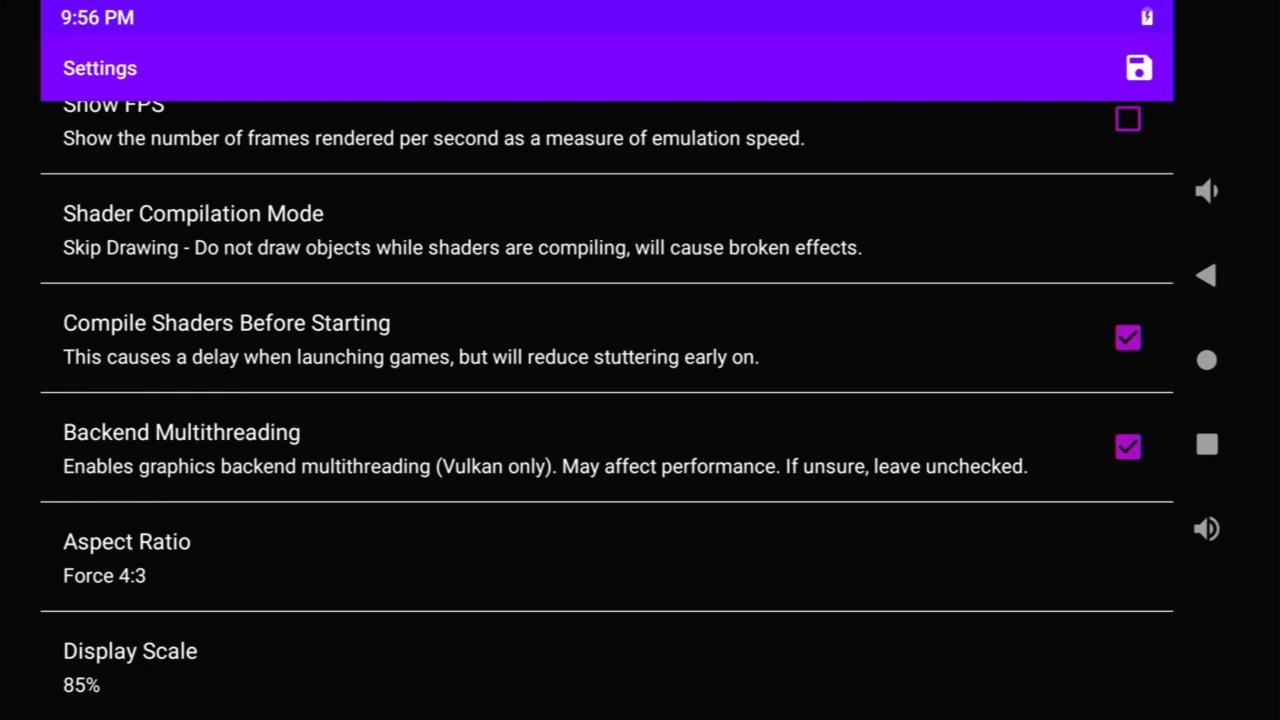 9:56 PM
Settings
Show FPS
Show the number of frames rendered per second as a measure of emulation speed.
Shader Compilation Mode
Skip Drawing - Do not draw objects while shaders are compiling, will cause broken effects.
Compile Shaders Before Starting
This causes a delay when launching games, but will reduce stuttering early on.
Backend Multithreading
Enables graphics backend multithreading (Vulkan only). May affect performance. If unsure, leave unchecked.
Aspect Ratio
Force 4:3
Display Scale
85%